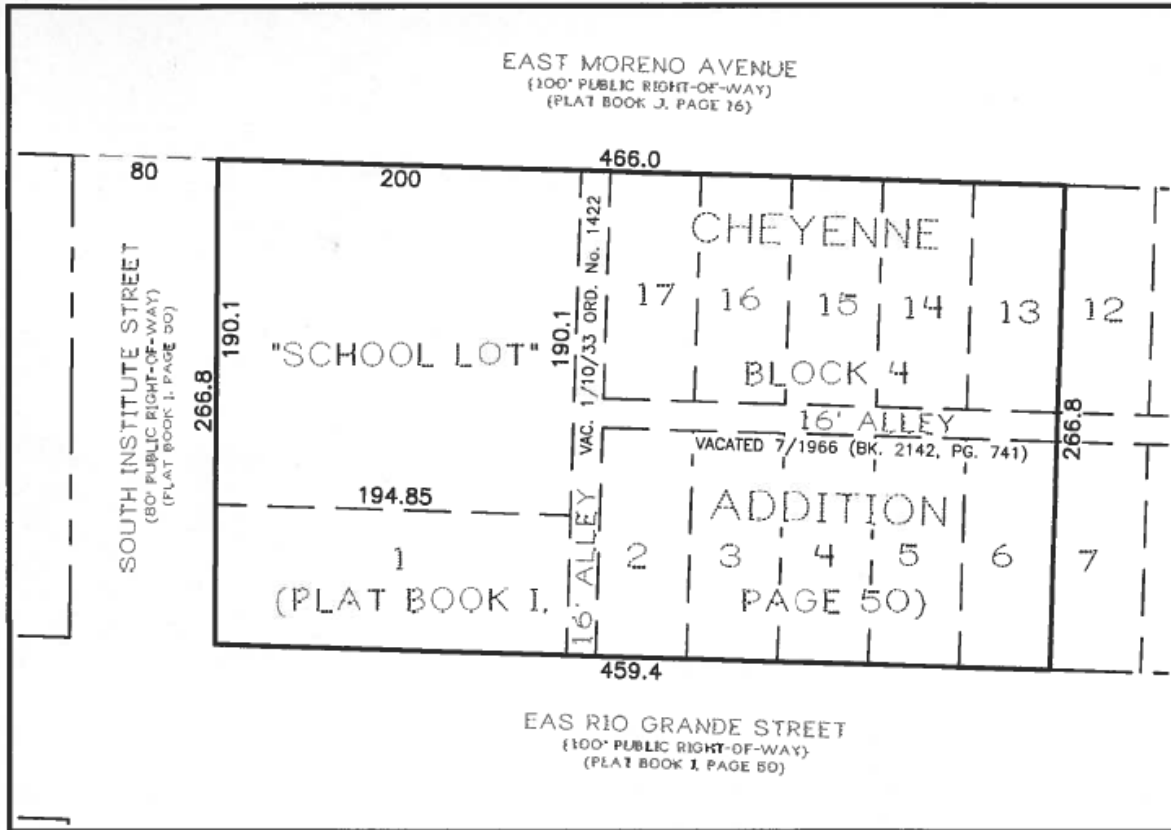 EAST MORENO AVENUE
(100' PUBLIC RIGHT-OF-WAY)
(PLAT BOOK J, PAGE 16)
466.0
80
200
SOUTH INSTITUTE STREET
(80' PUBLIC RIGHT-OF-WAY)
(PLAT BOOK I, PAGE 50)
266.8
190.1
"SCHOOL LOT"
190.1
VAC. 1/10/33 ORD. No. 1422
16' ALLEY
CHEYENNE
17
16
15
14
13
12
BLOCK 4
16' ALLEY
VACATED 7/1966 (BK. 2142, PG. 741)
266.8
194.85
ADDITION
1
2
3
4
5
6
7
(PLAT BOOK I,
PAGE 50)
459.4
EAS RIO GRANDE STREET
(100' PUBLIC RIGHT-OF-WAY)
(PLAT BOOK I, PAGE 50)